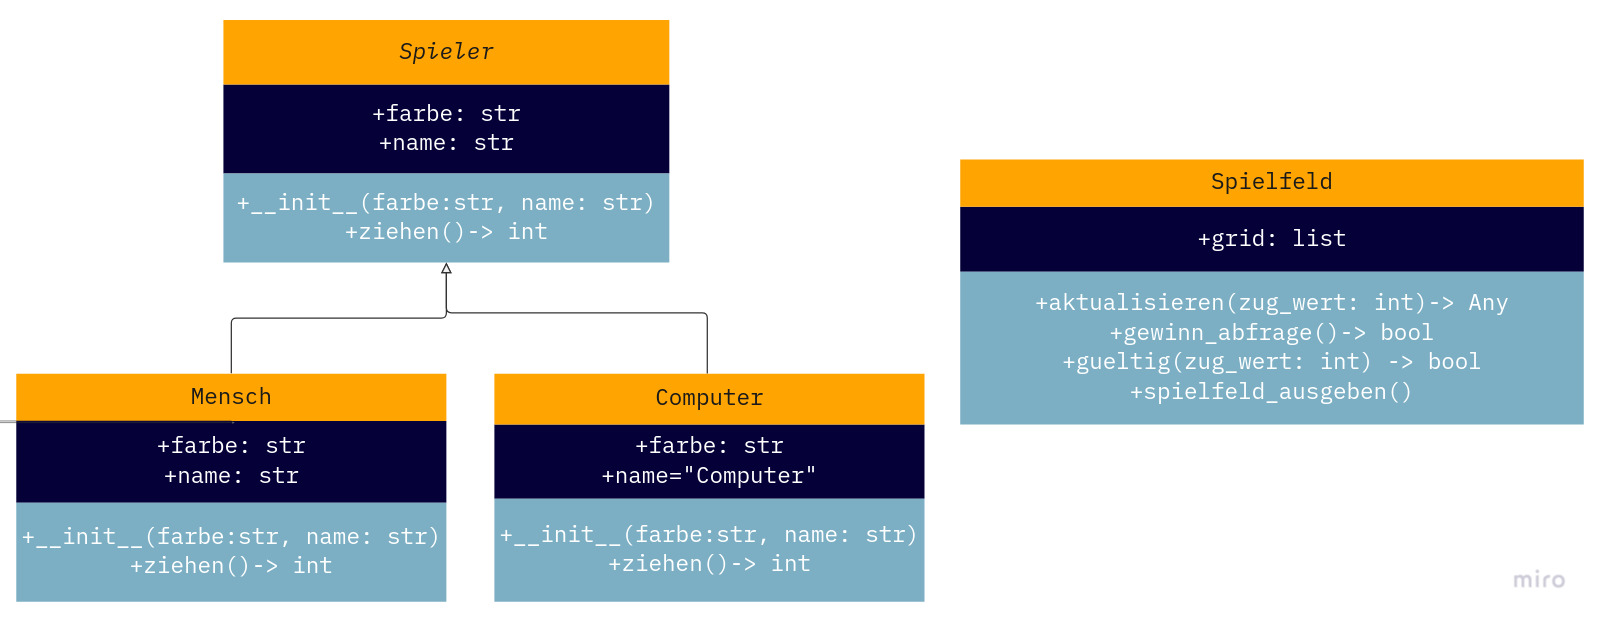 Spieler
+farbe: str
+name: str
+__init__(farbe:str, name: str)
+ziehen()-> int
Mensch
+farbe: str
+name: str
+__init__(farbe:str, name: str)
+ziehen()-> int
Computer
+farbe: str
+name="Computer"
+__init__(farbe:str, name: str)
+ziehen()-> int
Spielfeld
+grid: list
+aktualisieren(zug_wert: int)-> Any
+gewinn_abfrage()-> bool
+gueltig(zug_wert: int) -> bool
+spielfeld_ausgeben()
miro